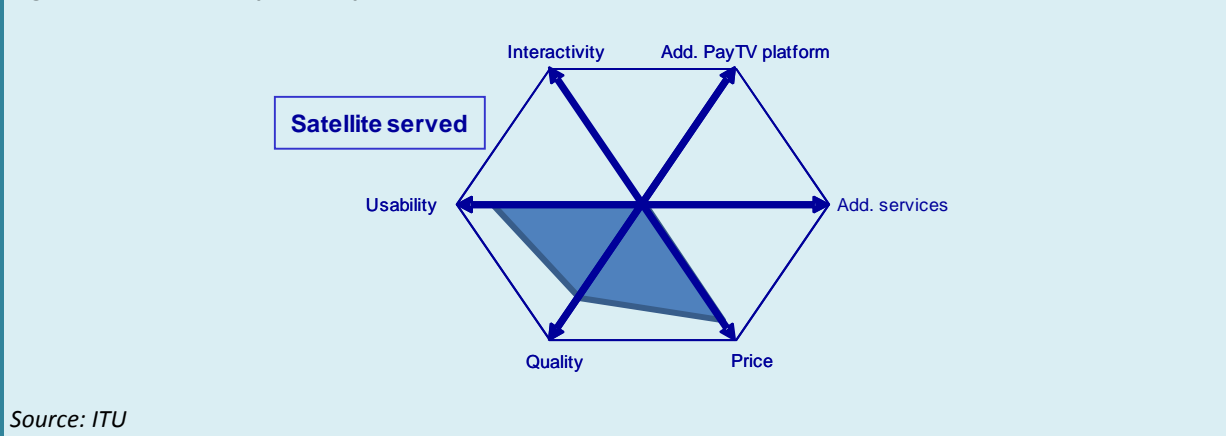 Interactivity
Add. PayTV platform
Satellite served
Usability
Add. services
Quality
Price
Source: ITU